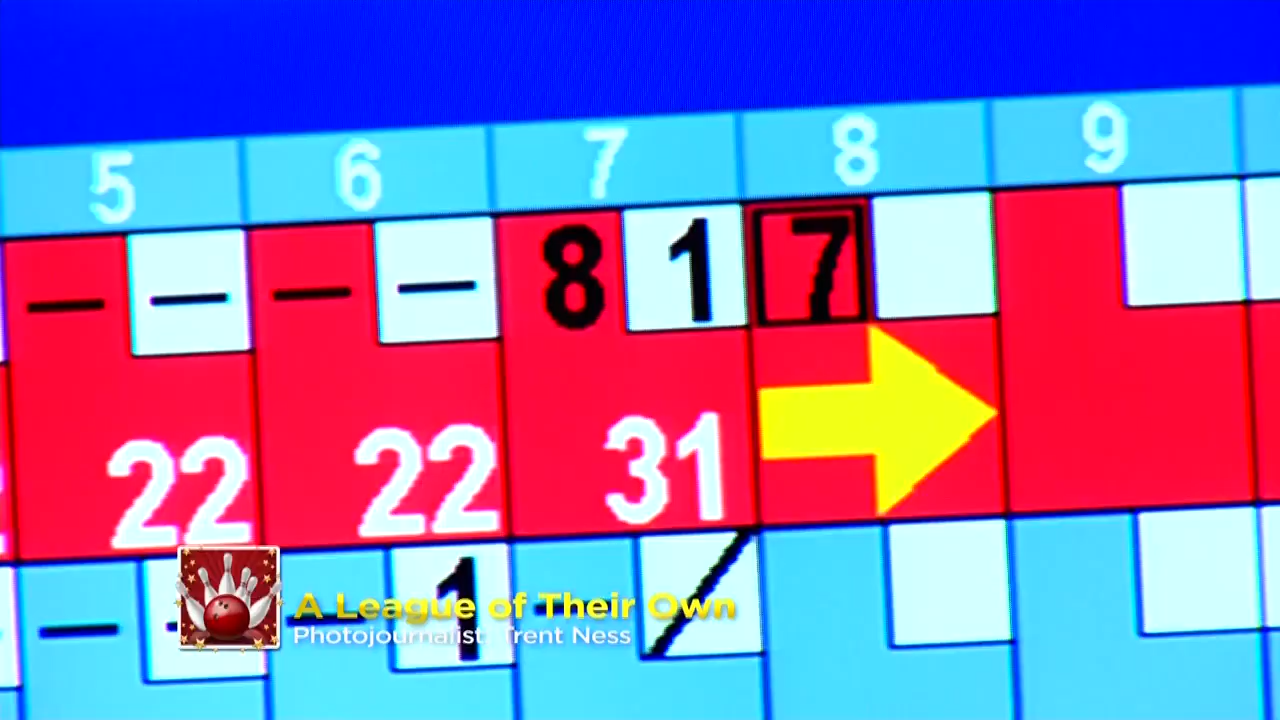 5 6 7 8 9
— — — — 8 1 7
22 22 31
— - — 1 - /
A League of Their Own
Photojournalist: Trent Ness